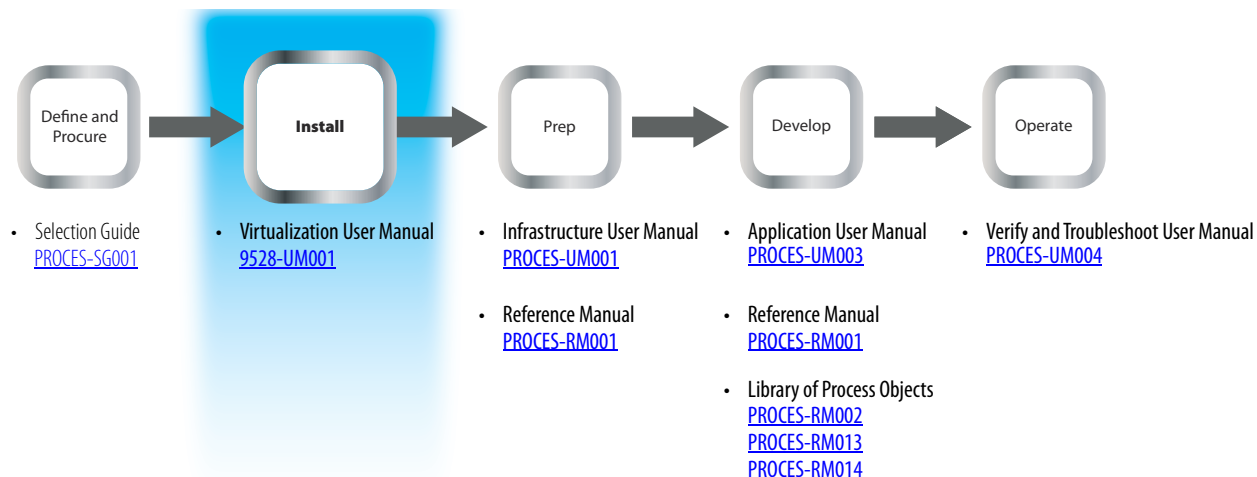 Define and
Procure
Install
Prep
Develop
Operate
• Selection Guide
PROCES-SG001
• Virtualization User Manual
9528-UM001
• Infrastructure User Manual
PROCES-UM001
• Reference Manual
PROCES-RM001
• Application User Manual
PROCES-UM003
• Reference Manual
PROCES-RM001
• Library of Process Objects
PROCES-RM002
PROCES-RM013
PROCES-RM014
• Verify and Troubleshoot User Manual
PROCES-UM004